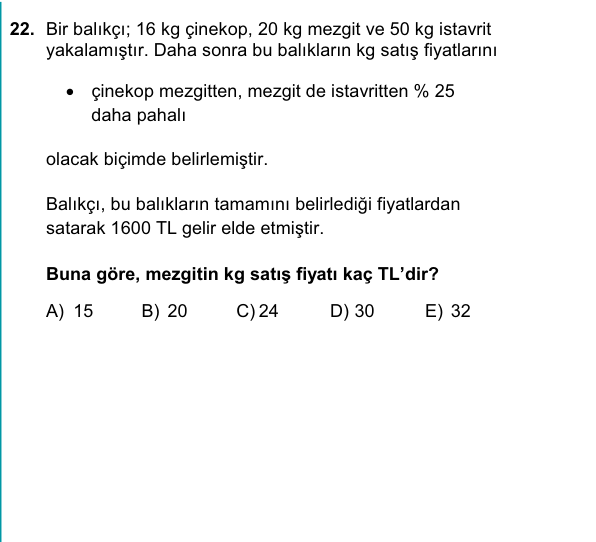 22. Bir balıkçı; 16 kg çinekop, 20 kg mezgit ve 50 kg istavrit
yakalamıştır. Daha sonra bu balıkların kg satış fiyatlarını
• çinekop mezgitten, mezgit de istavritten % 25
daha pahalı
olacak biçimde belirlemiştir.
Balıkçı, bu balıkların tamamını belirlediği fiyatlardan
satarak 1600 TL gelir elde etmiştir.
Buna göre, mezgitin kg satış fiyatı kaç TL'dir?
A) 15 B) 20 C) 24 D) 30 E) 32